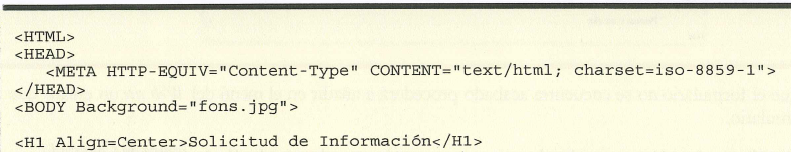 <HTML>
<HEAD>
<META HTTP-EQUIV="Content-Type" CONTENT="text/html; charset=iso-8859-1">
</HEAD>
<BODY Background="fons.jpg">
<H1 Align=Center>Solicitud de Información</H1>